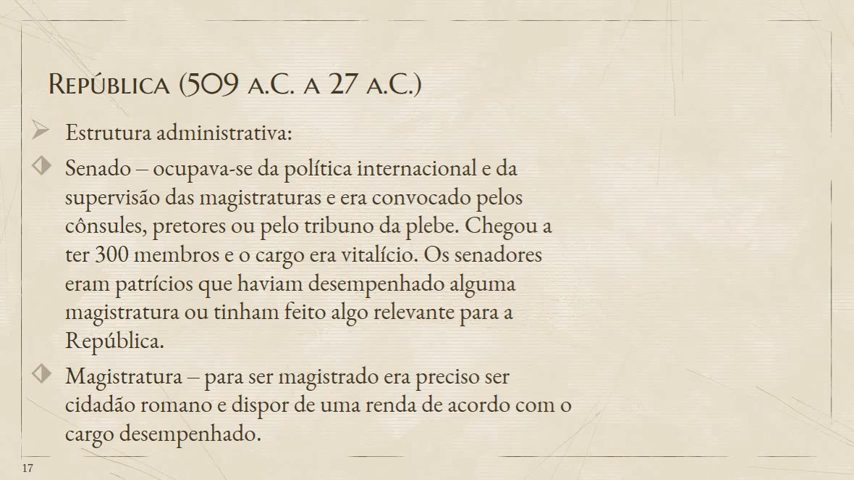 República (509 a.C. a 27 a.C.)
Estrutura administrativa:
Senado – ocupava-se da política internacional e da
supervisão das magistraturas e era convocado pelos
cônsules, pretores ou pelo tribuno da plebe. Chegou a
ter 300 membros e o cargo era vitalício. Os senadores
eram patrícios que haviam desempenhado alguma
magistratura ou tinham feito algo relevante para a
República.
Magistratura – para ser magistrado era preciso ser
cidadão romano e dispor de uma renda de acordo com o
cargo desempenhado.
17